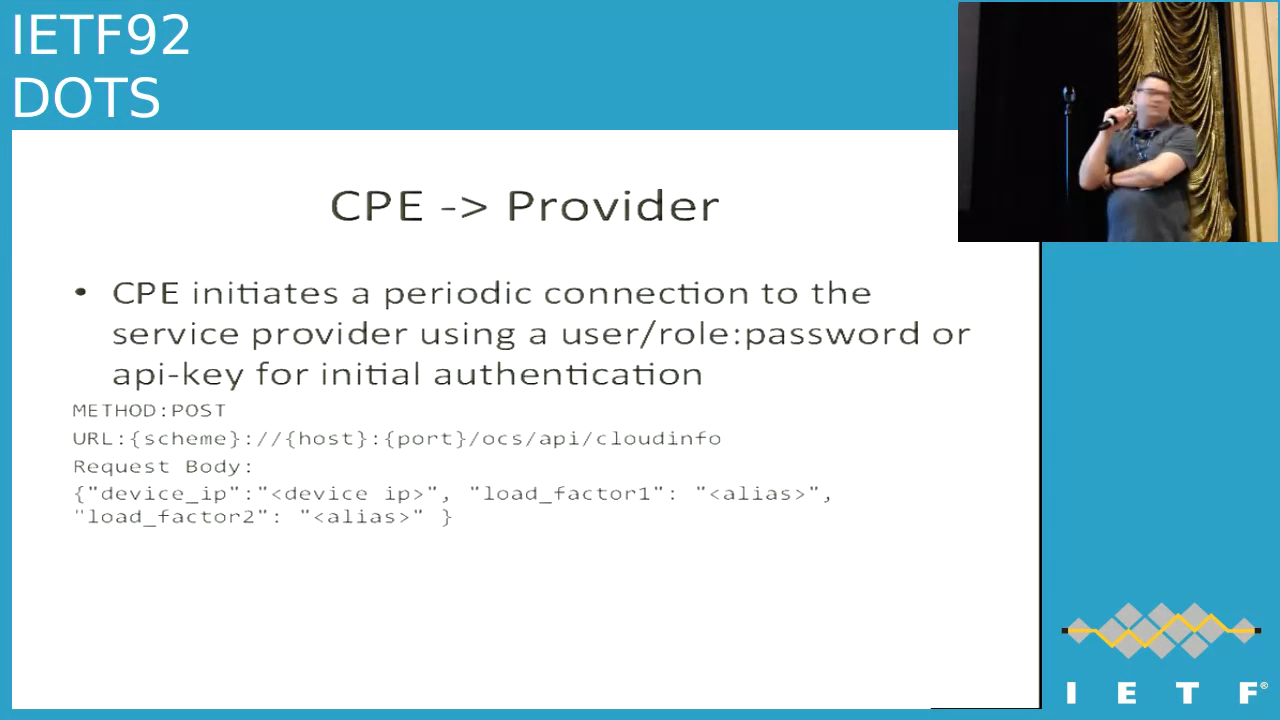 IETF92
DOTS
CPE -> Provider
• CPE initiates a periodic connection to the
service provider using a user/role:password or
api-key for initial authentication
METHOD:POST
URL:{scheme}://{host}:{port}/ocs/api/cloudinfo
Request Body:
{"device_ip":"<device ip>", "load_factor1": "<alias>",
"load_factor2": "<alias>" }
I E T F®